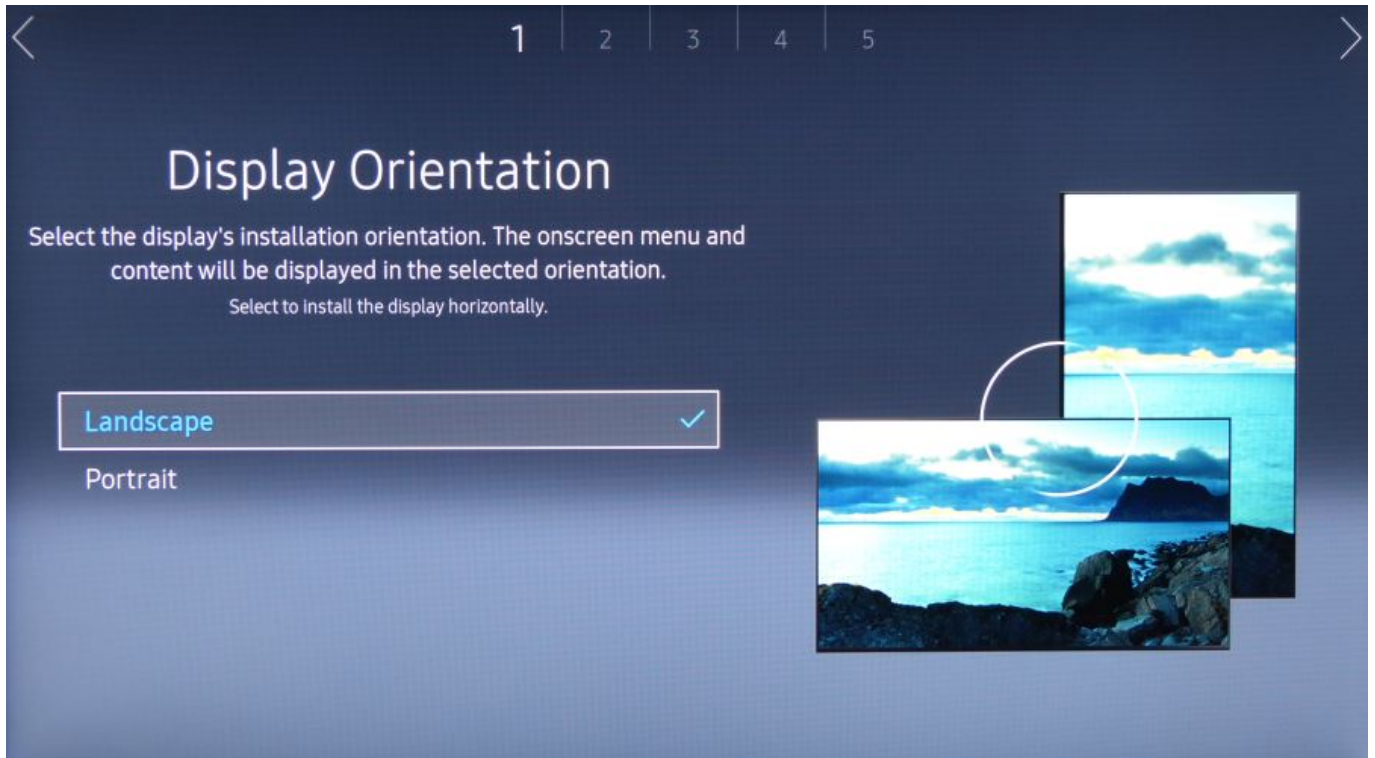 1 2 3 4 5
Display Orientation
Select the display's installation orientation. The onscreen menu and
content will be displayed in the selected orientation.
Select to install the display horizontally.
Landscape
Portrait